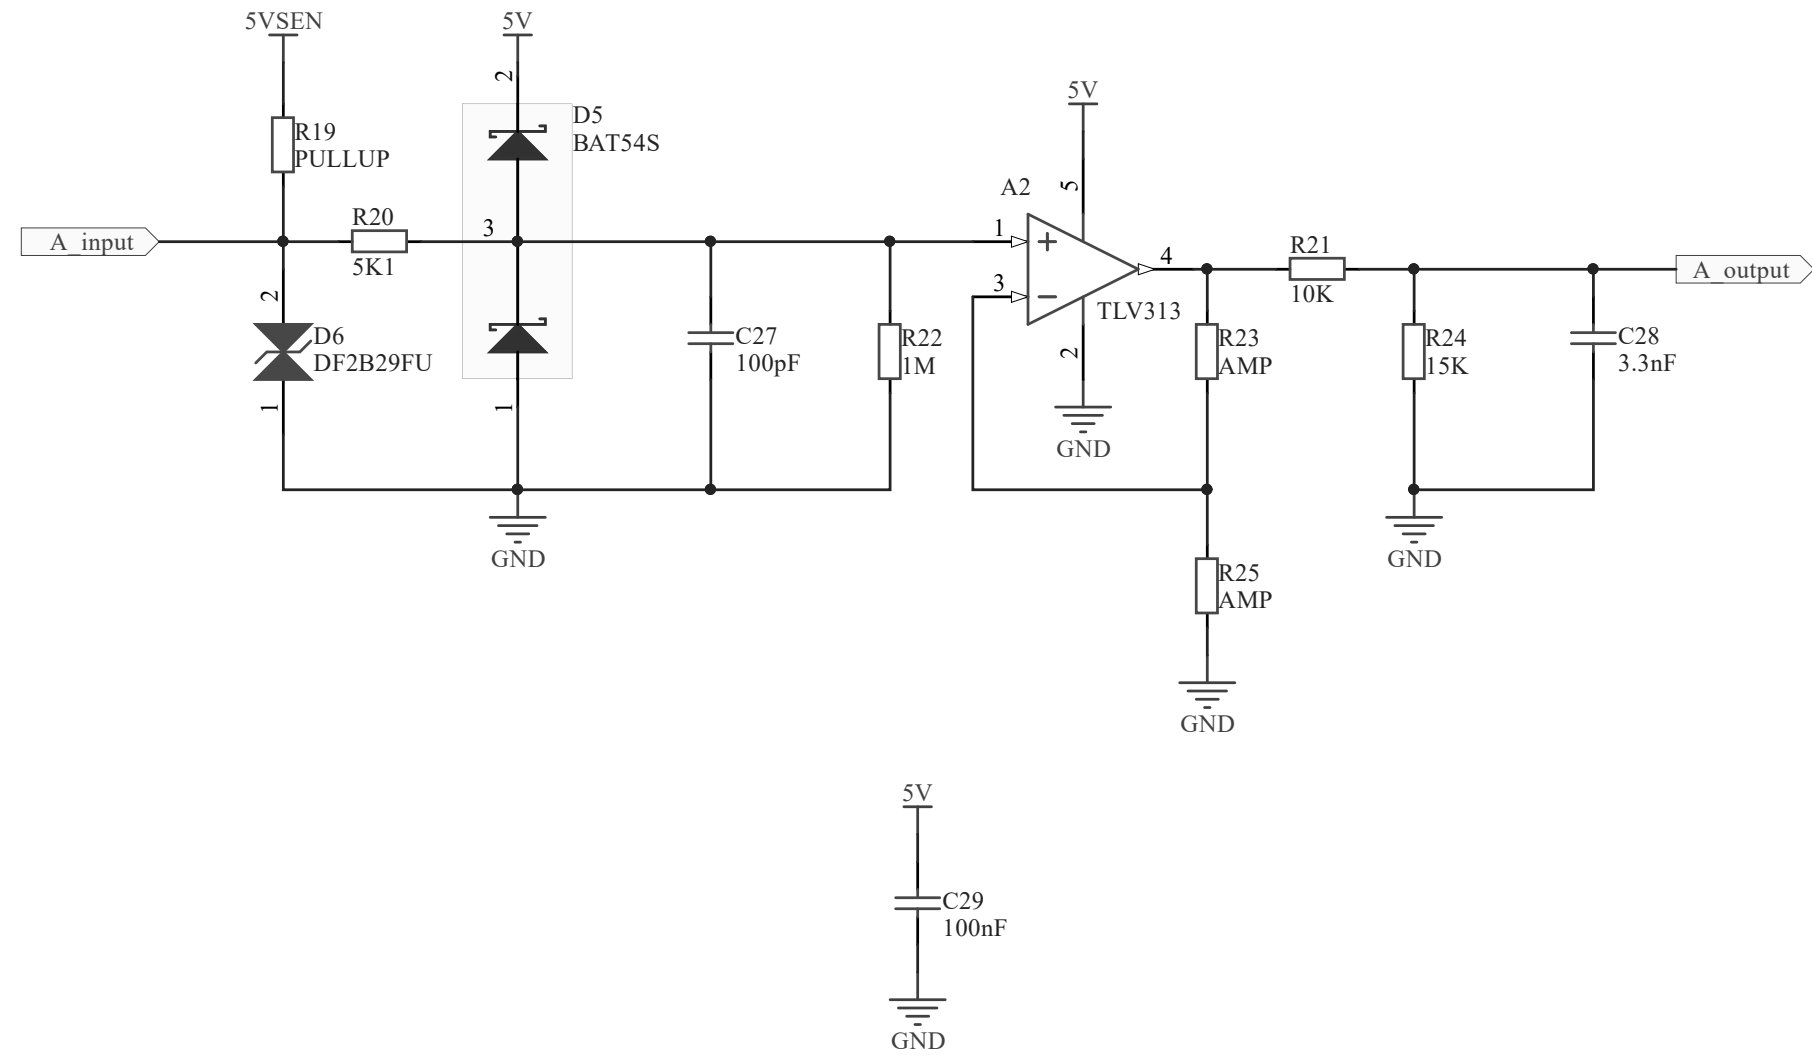 5VSEN
5V
2
D5
BAT54S
R19
PULLUP
5V
5
A2
A_input
R20
5K1
3
1
3
4
R21
10K
A_output
2
D6
DF2B29FU
1
1
C27
100pF
R22
1M
TLV313
2
GND
R23
AMP
R24
15K
C28
3.3nF
GND
GND
R25
AMP
GND
5V
C29
100nF
GND